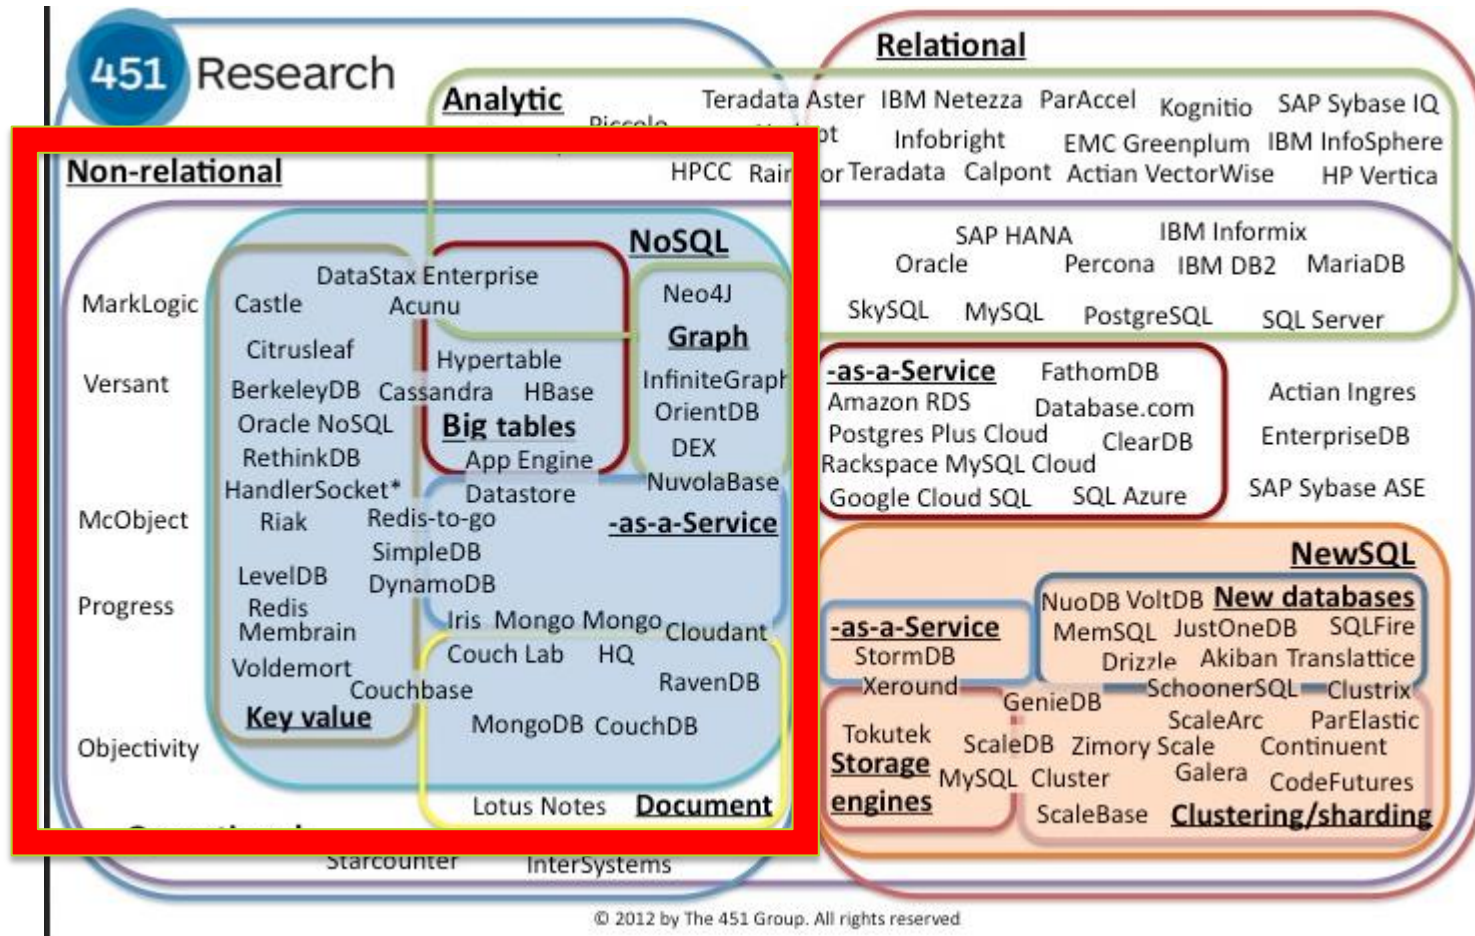 451 Research
Relational
Analytic
Teradata Aster IBM Netezza ParAccel Kognitio SAP Sybase IQ
Infobright EMC Greenplum IBM InfoSphere
Non-relational
HPCC Teradata Calpont Actian VectorWise HP Vertica
NoSQL
SAP HANA IBM Informix
Oracle Percona IBM DB2 MariaDB
SkySQL MySQL PostgreSQL SQL Server
DataStax Enterprise
MarkLogic Castle Acunu
Neo4J
Graph
Citrusleaf
Hypertable
Versant BerkeleyDB Cassandra HBase
InfiniteGraph
OrientDB
Oracle NoSQL
Big tables
DEX
RethinkDB
App Engine
HandlerSocket*
Datastore
NuvolaBase
McObject Riak Redis-to-go
-as-a-Service
SimpleDB
LevelDB
DynamoDB
Progress Redis
Membrain
Iris Mongo Mongo Cloudant
Couch Lab HQ
Voldemort
Couchbase
RavenDB
Key value
MongoDB CouchDB
Objectivity
Lotus Notes Document
Starcounter InterSystems
-as-a-Service FathomDB
Amazon RDS Database.com
Postgres Plus Cloud ClearDB
Rackspace MySQL Cloud
Google Cloud SQL SQL Azure
Actian Ingres
EnterpriseDB
SAP Sybase ASE
NewSQL
NuoDB VoltDB New databases
-as-a-Service
MemSQL JustOneDB SQLFire
StormDB
Drizzle Akiban Translattice
Xeround
SchoonerSQL Clustrix
GenieDB
ScaleArc ParElastic
Tokutek
ScaleDB Zimory Scale Continuent
Storage
engines
MySQL Cluster Galera CodeFutures
ScaleBase Clustering/sharding
© 2012 by The 451 Group. All rights reserved